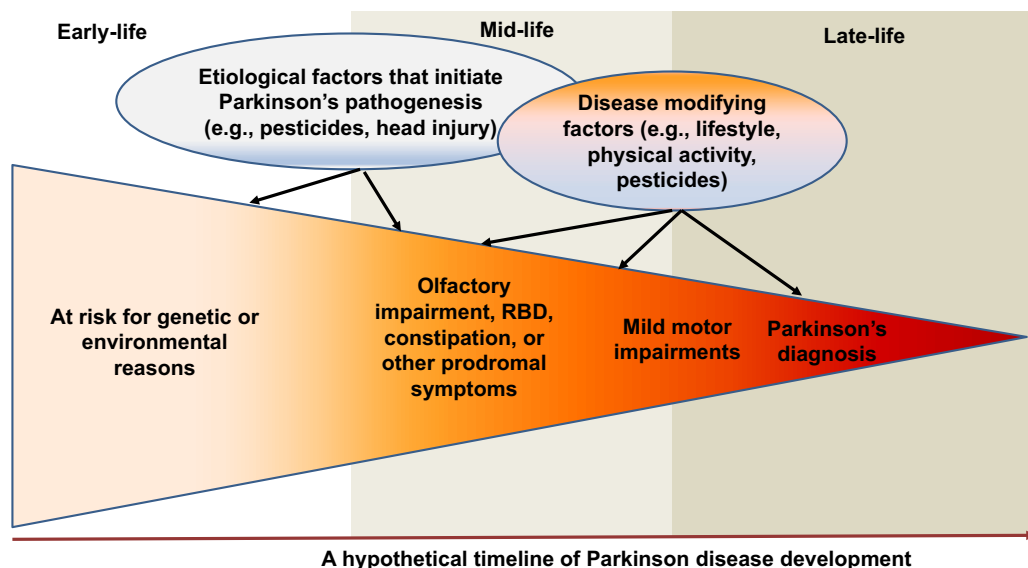 Early-life
Mid-life
Late-life
Etiological factors that initiate
Parkinson's pathogenesis
(e.g., pesticides, head injury)
Disease modifying
factors (e.g., lifestyle,
physical activity,
pesticides)
At risk for genetic or
environmental
reasons
Olfactory
impairment, RBD,
constipation, or
other prodromal
symptoms
Mild motor
impairments
Parkinson's
diagnosis
A hypothetical timeline of Parkinson disease development